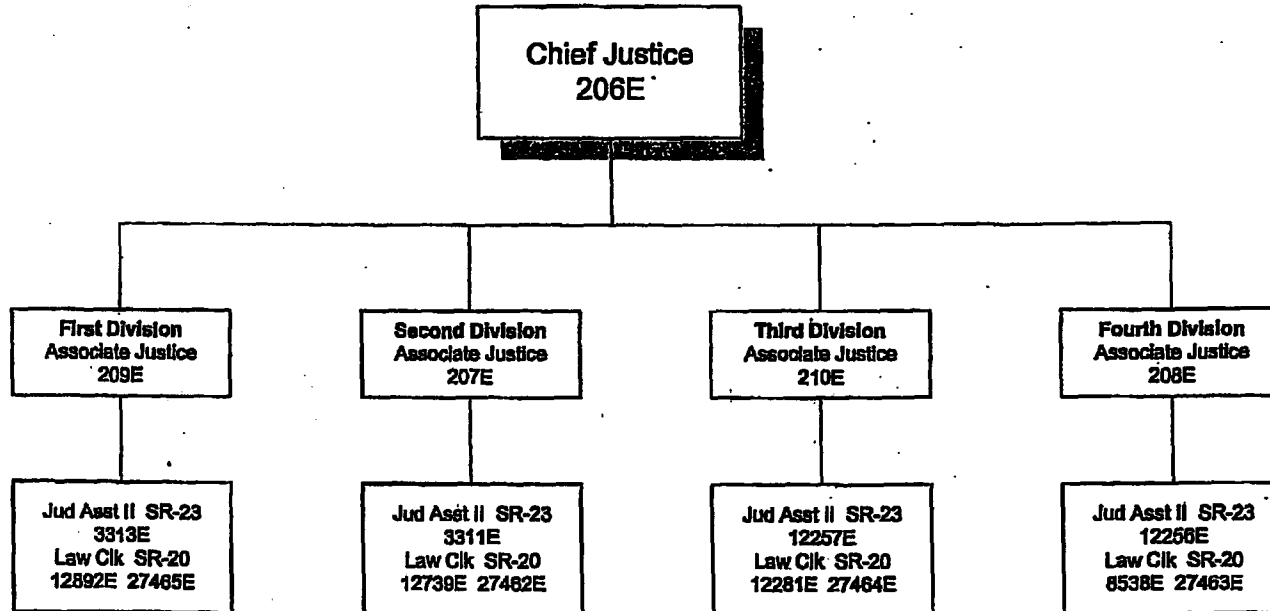 Chief Justice
206E
First Division
Associate Justice
209E
Second Division
Associate Justice
207E
Third Division
Associate Justice
210E
Fourth Division
Associate Justice
208E
Jud Asst II SR-23
3313E
Law Clk SR-20
12892E 27465E
Jud Asst II SR-23
3311E
Law Clk SR-20
12739E 27462E
Jud Asst II SR-23
12257E
Law Clk SR-20
12281E 27464E
Jud Asst II SR-23
12256E
Law Clk SR-20
8538E 27463E